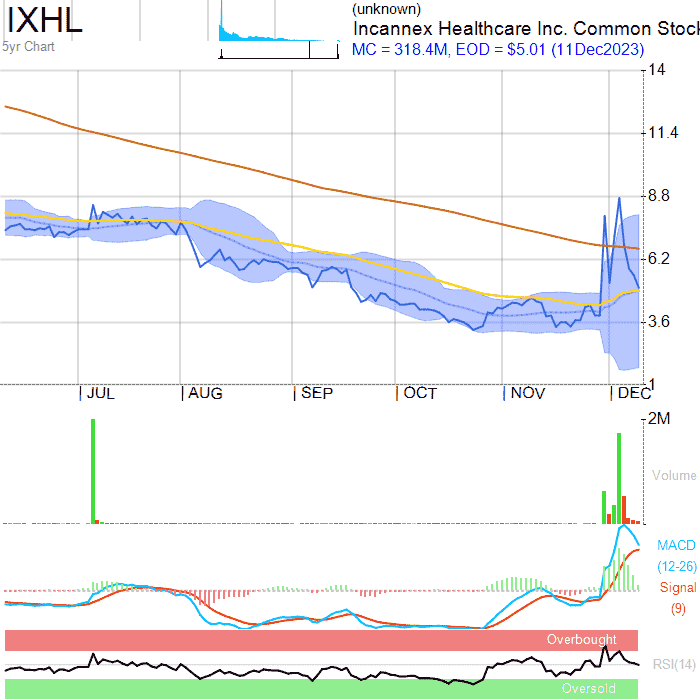 IXHL
5yr Chart
(unknown)
Incannex Healthcare Inc. Common Stock
MC = 318.4M, EOD = $5.01 (11Dec2023)
14
11.4
8.8
6.2
3.6
1
JUL
AUG
SEP
OCT
NOV
DEC
2M
Volume
MACD
(12-26)
Signal
(9)
Overbought
RSI(14)
Oversold